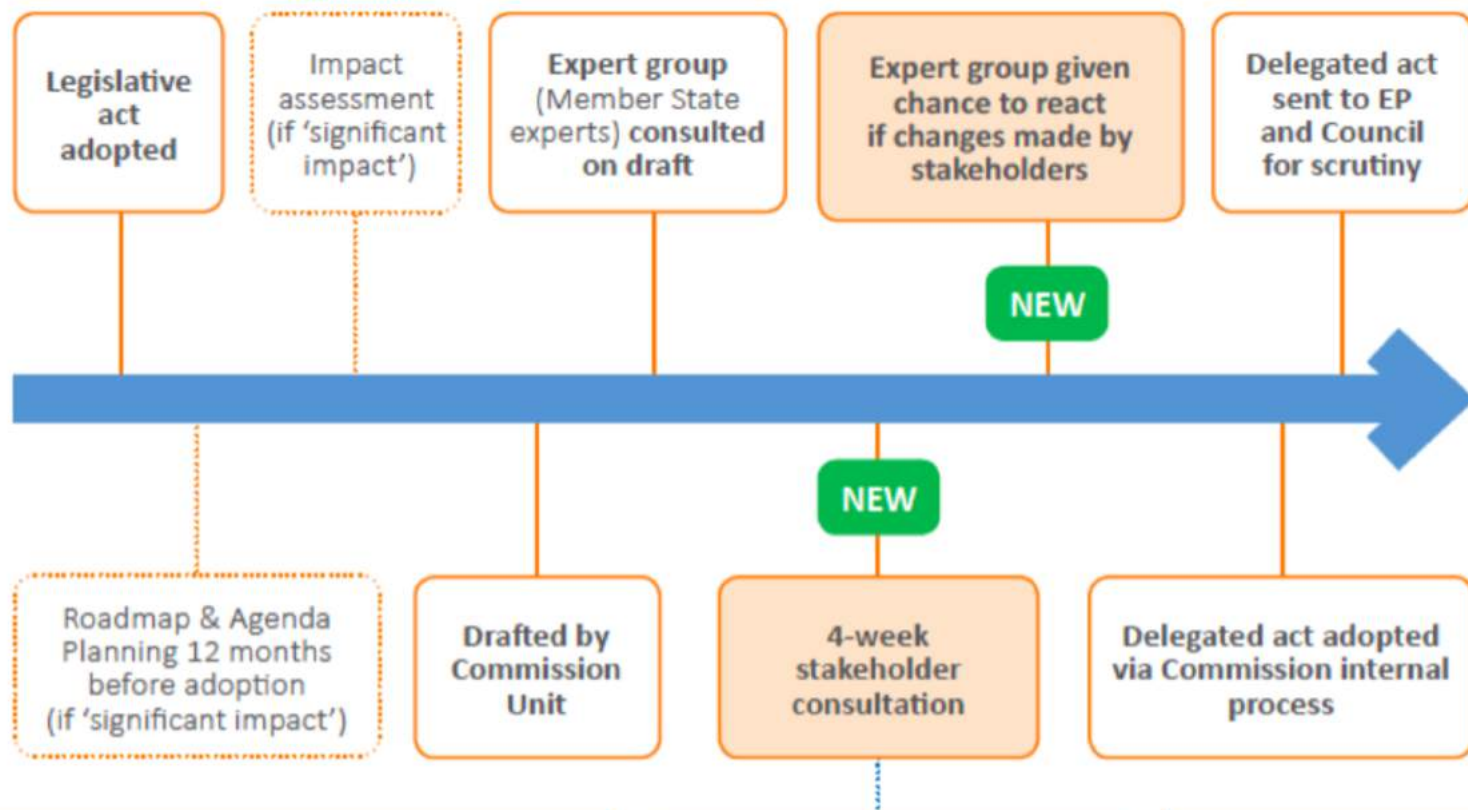 Legislative
act
adopted
Impact
assessment
(if ‘significant
impact’)
Expert group
(Member State
experts) consulted
on draft
Expert group given
chance to react
if changes made by
stakeholders
Delegated act
sent to EP
and Council
for scrutiny
NEW
NEW
Roadmap & Agenda
Planning 12 months
before adoption
(if ‘significant impact’)
Drafted by
Commission
Unit
4-week
stakeholder
consultation
Delegated act adopted
via Commission internal
process